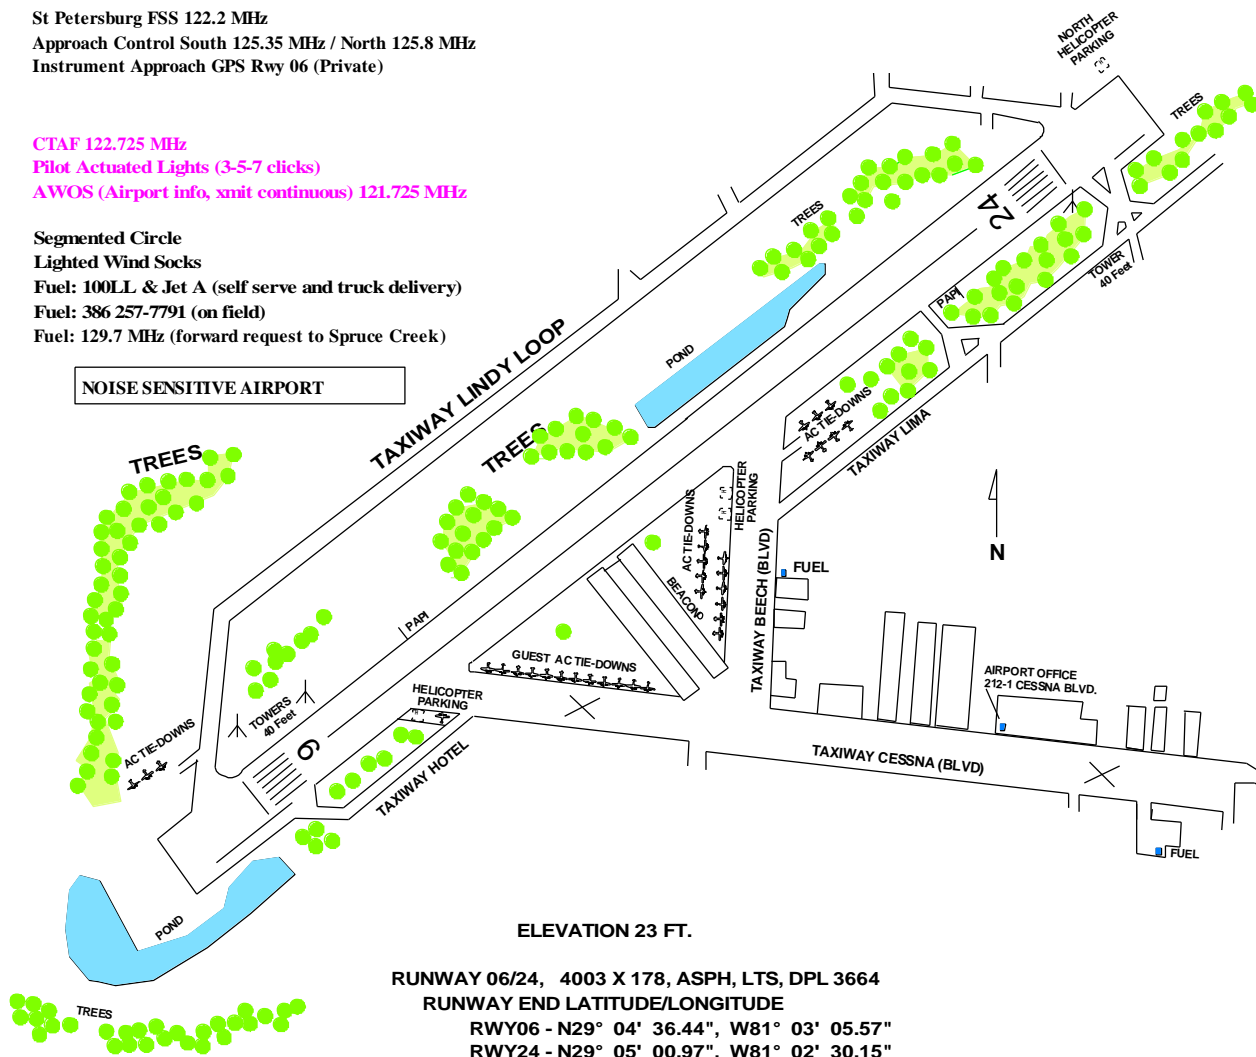 St Petersburg FSS 122.2 MHz
Approach Control South 125.35 MHz / North 125.8 MHz
Instrument Approach GPS Rwy 06 (Private)
CTAF 122.725 MHz
Pilot Actuated Lights (3-5-7 clicks)
AWOS (Airport info, xmit continuous) 121.725 MHz
Segmented Circle
Lighted Wind Socks
Fuel: 100LL & Jet A (self serve and truck delivery)
Fuel: 386 257-7791 (on field)
Fuel: 129.7 MHz (forward request to Spruce Creek)
NOISE SENSITIVE AIRPORT
NORTH
HELICOPTER
PARKING
TREES
TREES
24
TOWER
40 Feet
PAPI
POND
TAXIWAY LINDY LOOP
AC TIE-DOWNS
TAXIWAY LIMA
TREES
TREES
HELICOPTER
PARKING
AC TIE-DOWNS
N
BEACON
TAXIWAY BEECH (BLVD)
FUEL
PAPI
GUEST AC TIE-DOWNS
AIRPORT OFFICE
212-1 CESSNA BLVD.
HELICOPTER
PARKING
TOWERS
40 Feet
AC TIE-DOWNS
6
TAXIWAY HOTEL
TAXIWAY CESSNA (BLVD)
FUEL
POND
TREES
ELEVATION 23 FT.
RUNWAY 06/24, 4003 X 178, ASPH, LTS, DPL 3664
RUNWAY END LATITUDE/LONGITUDE
RWY06 - N29° 04' 36.44", W81° 03' 05.57"
RWY24 - N29° 05' 00.97", W81° 02' 30.15"